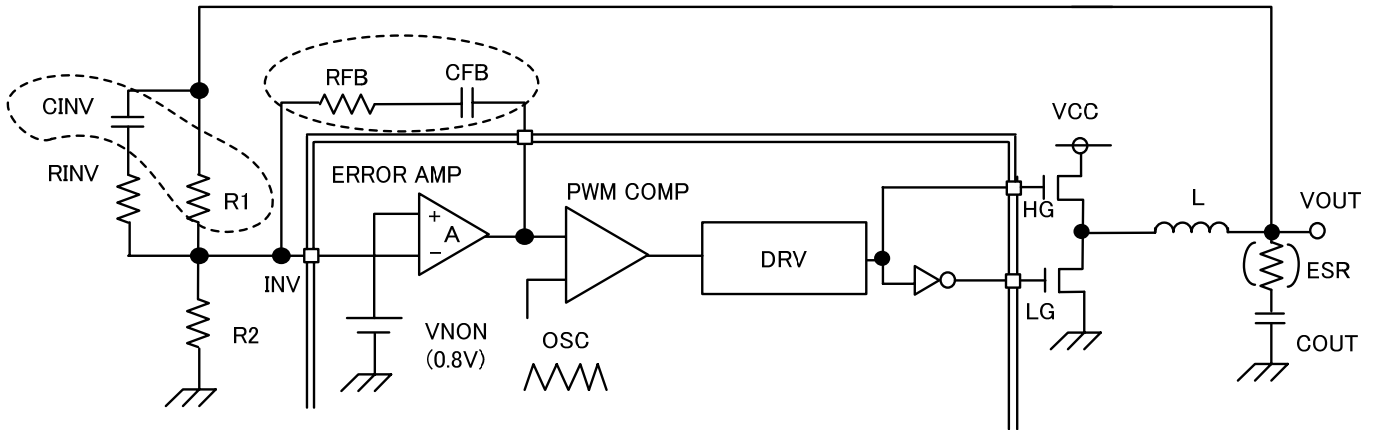 RFB
CFB
CINV
VCC
RINV
ERROR AMP
R1
PWM COMP
L
VOUT
+
HG
A
DRV
−
ESR
INV
R2
VNON
(0.8V)
OSC
LG
COUT